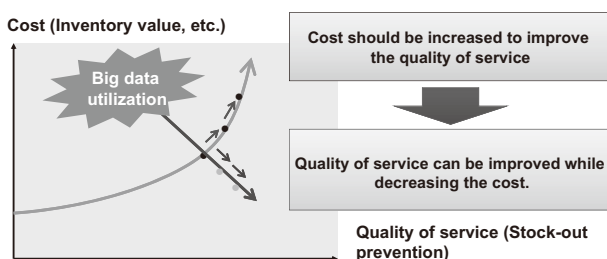 Cost (Inventory value, etc.)
Big data
utilization
Cost should be increased to improve
the quality of service
Quality of service can be improved while
decreasing the cost.
Quality of service (Stock-out
prevention)